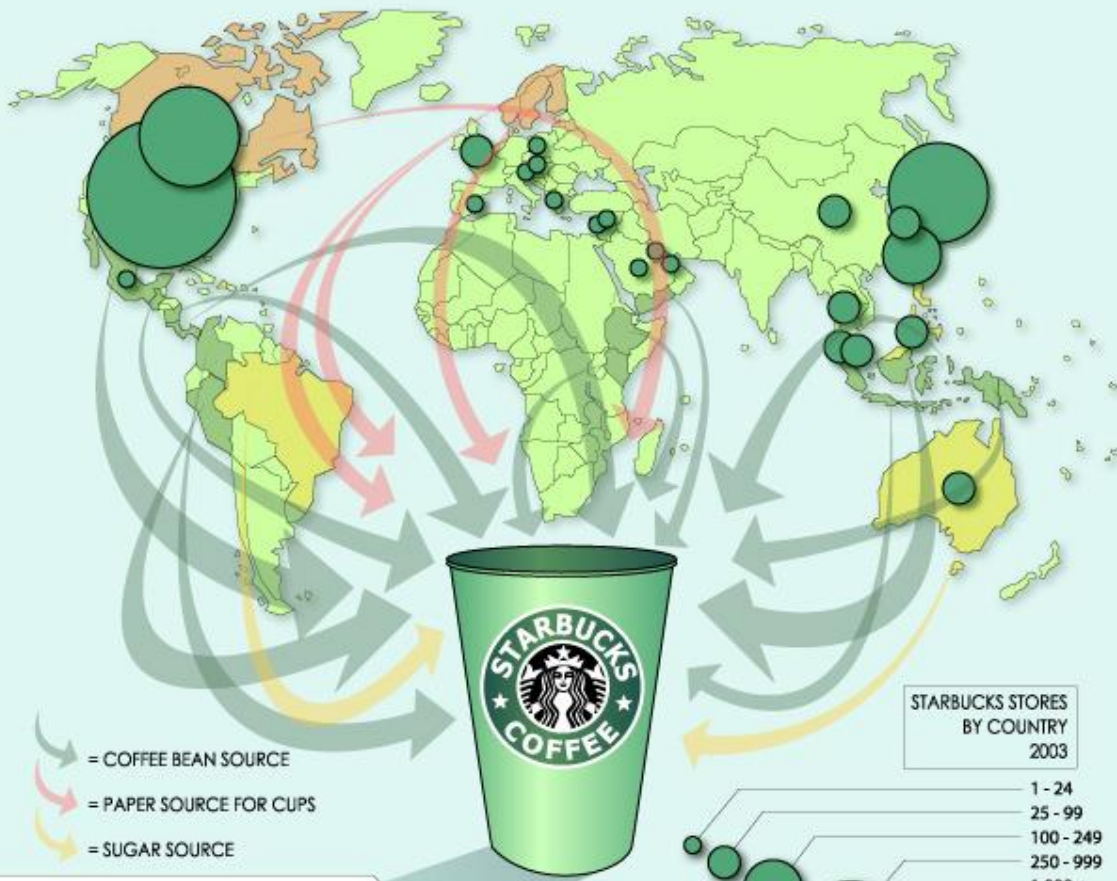 STARBUCKS
COFFEE
= COFFEE BEAN SOURCE
= PAPER SOURCE FOR CUPS
= SUGAR SOURCE
STARBUCKS STORES
BY COUNTRY
2003
1 - 24
25 - 99
100 - 249
250 - 999